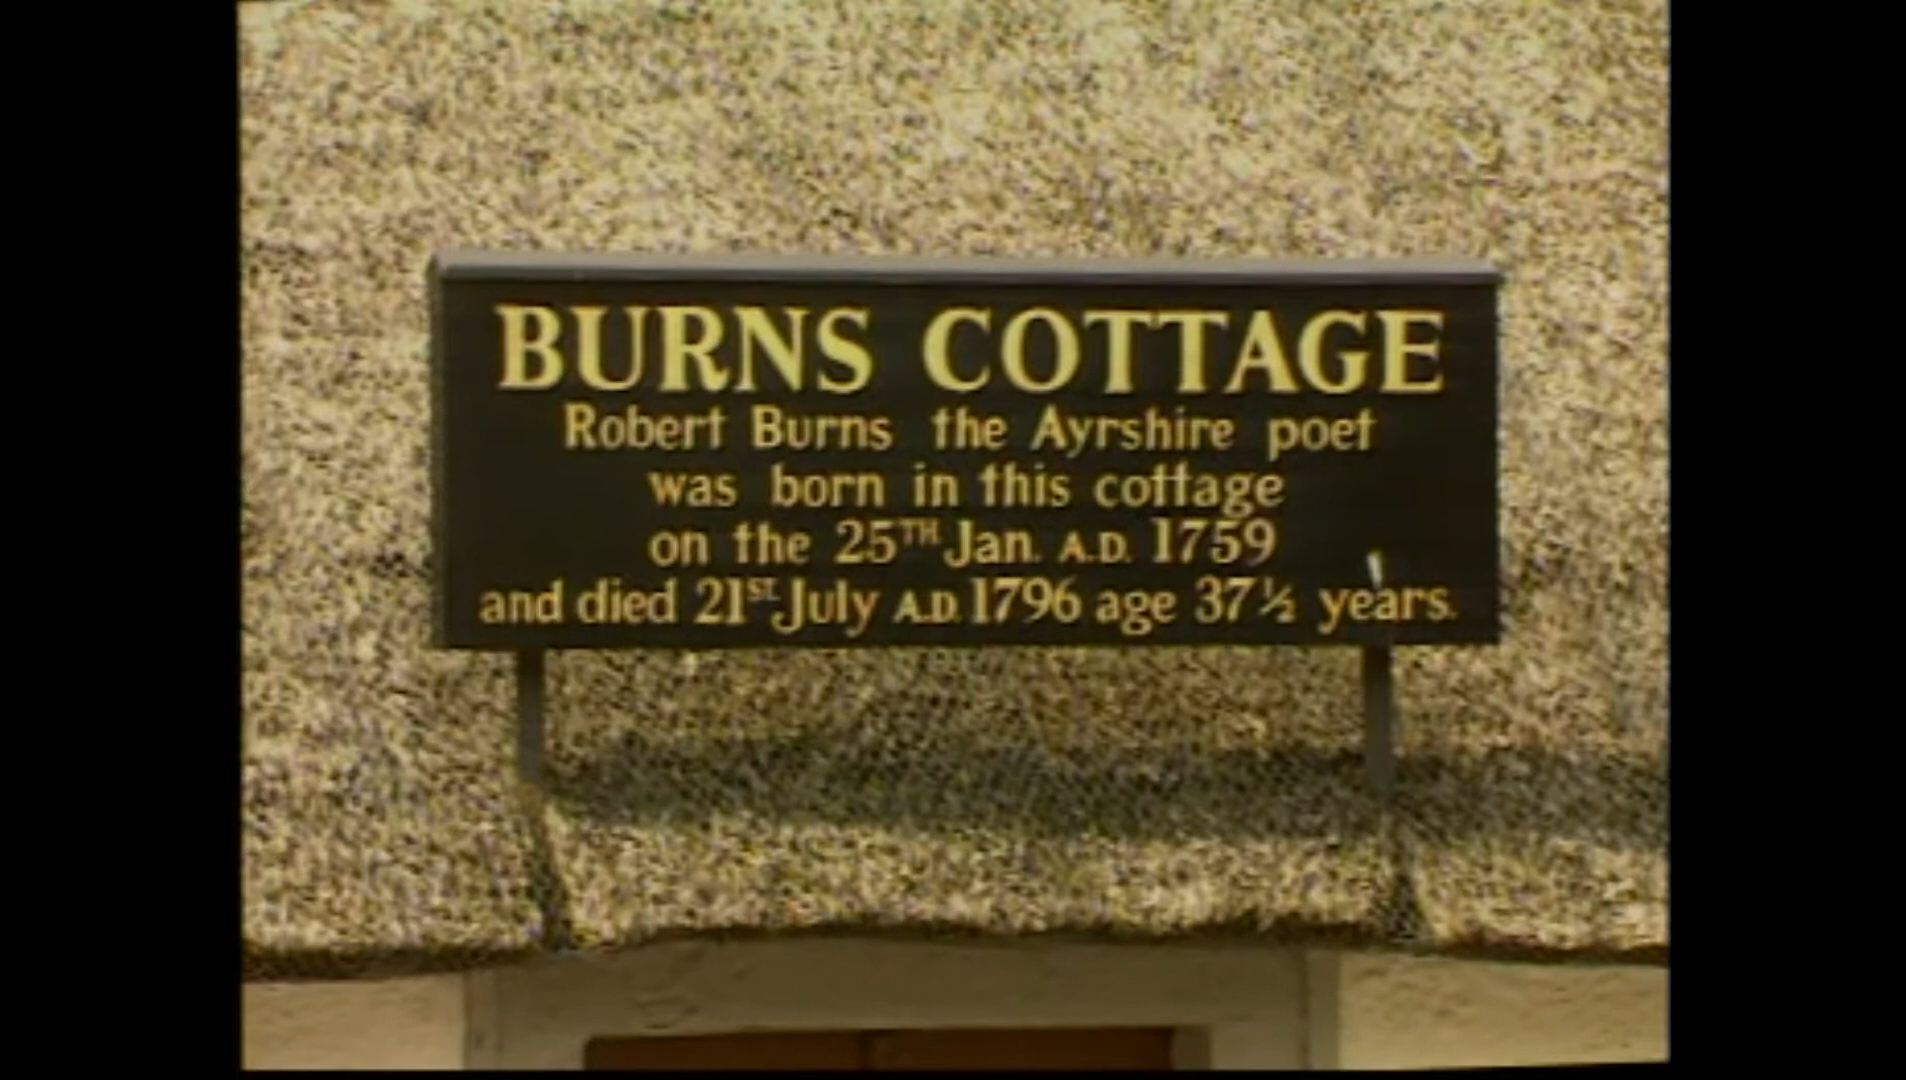 BURNS COTTAGE
Robert Burns the Ayrshire poet
was born in this cottage
on the 25TH Jan. A.D. 1759
and died 21ST July A.D. 1796 age 37½ years.